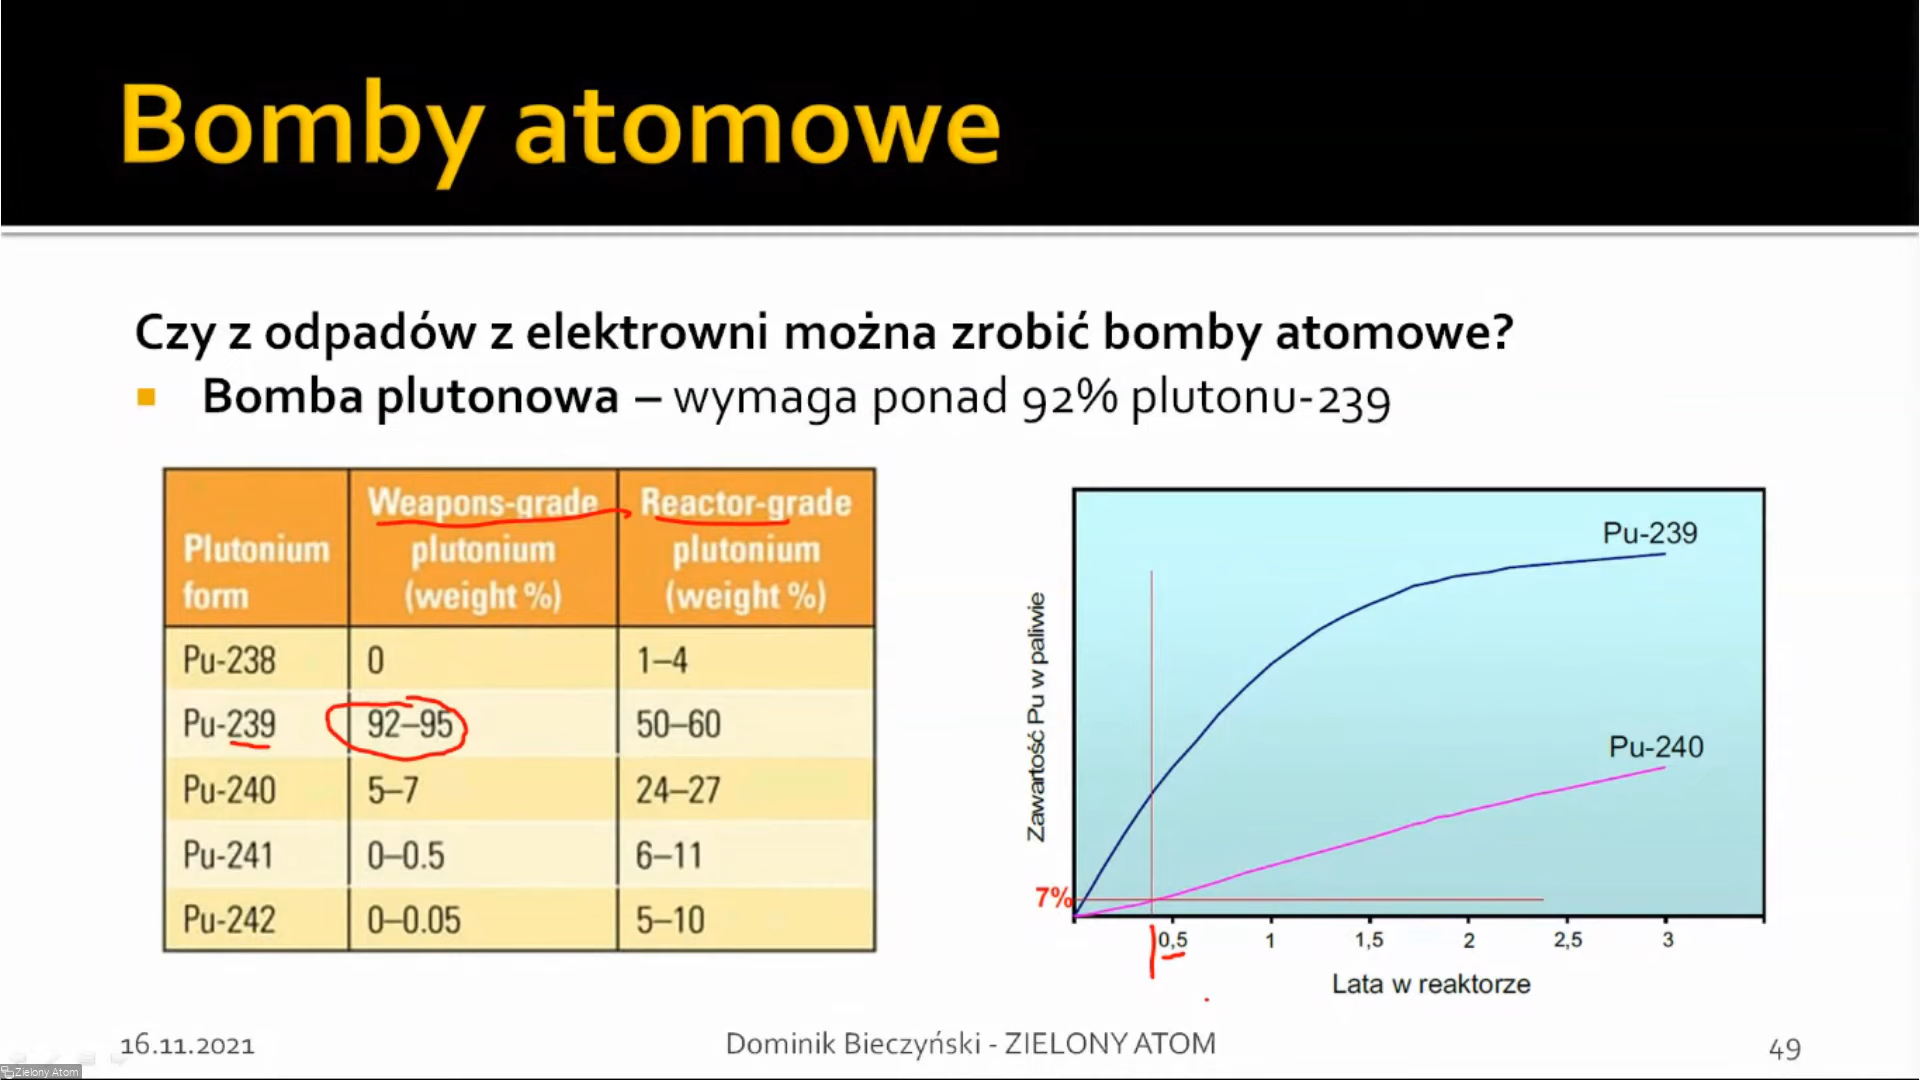 Bomby atomowe
Czy z odpadów z elektrowni można zrobić bomby atomowe?
Bomba plutonowa – wymaga ponad 92% plutonu-239
Plutonium form
Weapons-grade plutonium (weight %)
Reactor-grade plutonium (weight %)
Pu-238 0 1–4
Pu-239 92–95 50–60
Pu-240 5–7 24–27
Pu-241 0–0.5 6–11
Pu-242 0–0.05 5–10
Zawartość Pu w paliwie
Pu-239
Pu-240
7%
0,5 1 1,5 2 2,5 3
Lata w reaktorze
16.11.2021
Dominik Bieczyński - ZIELONY ATOM
49
Zielony Atom